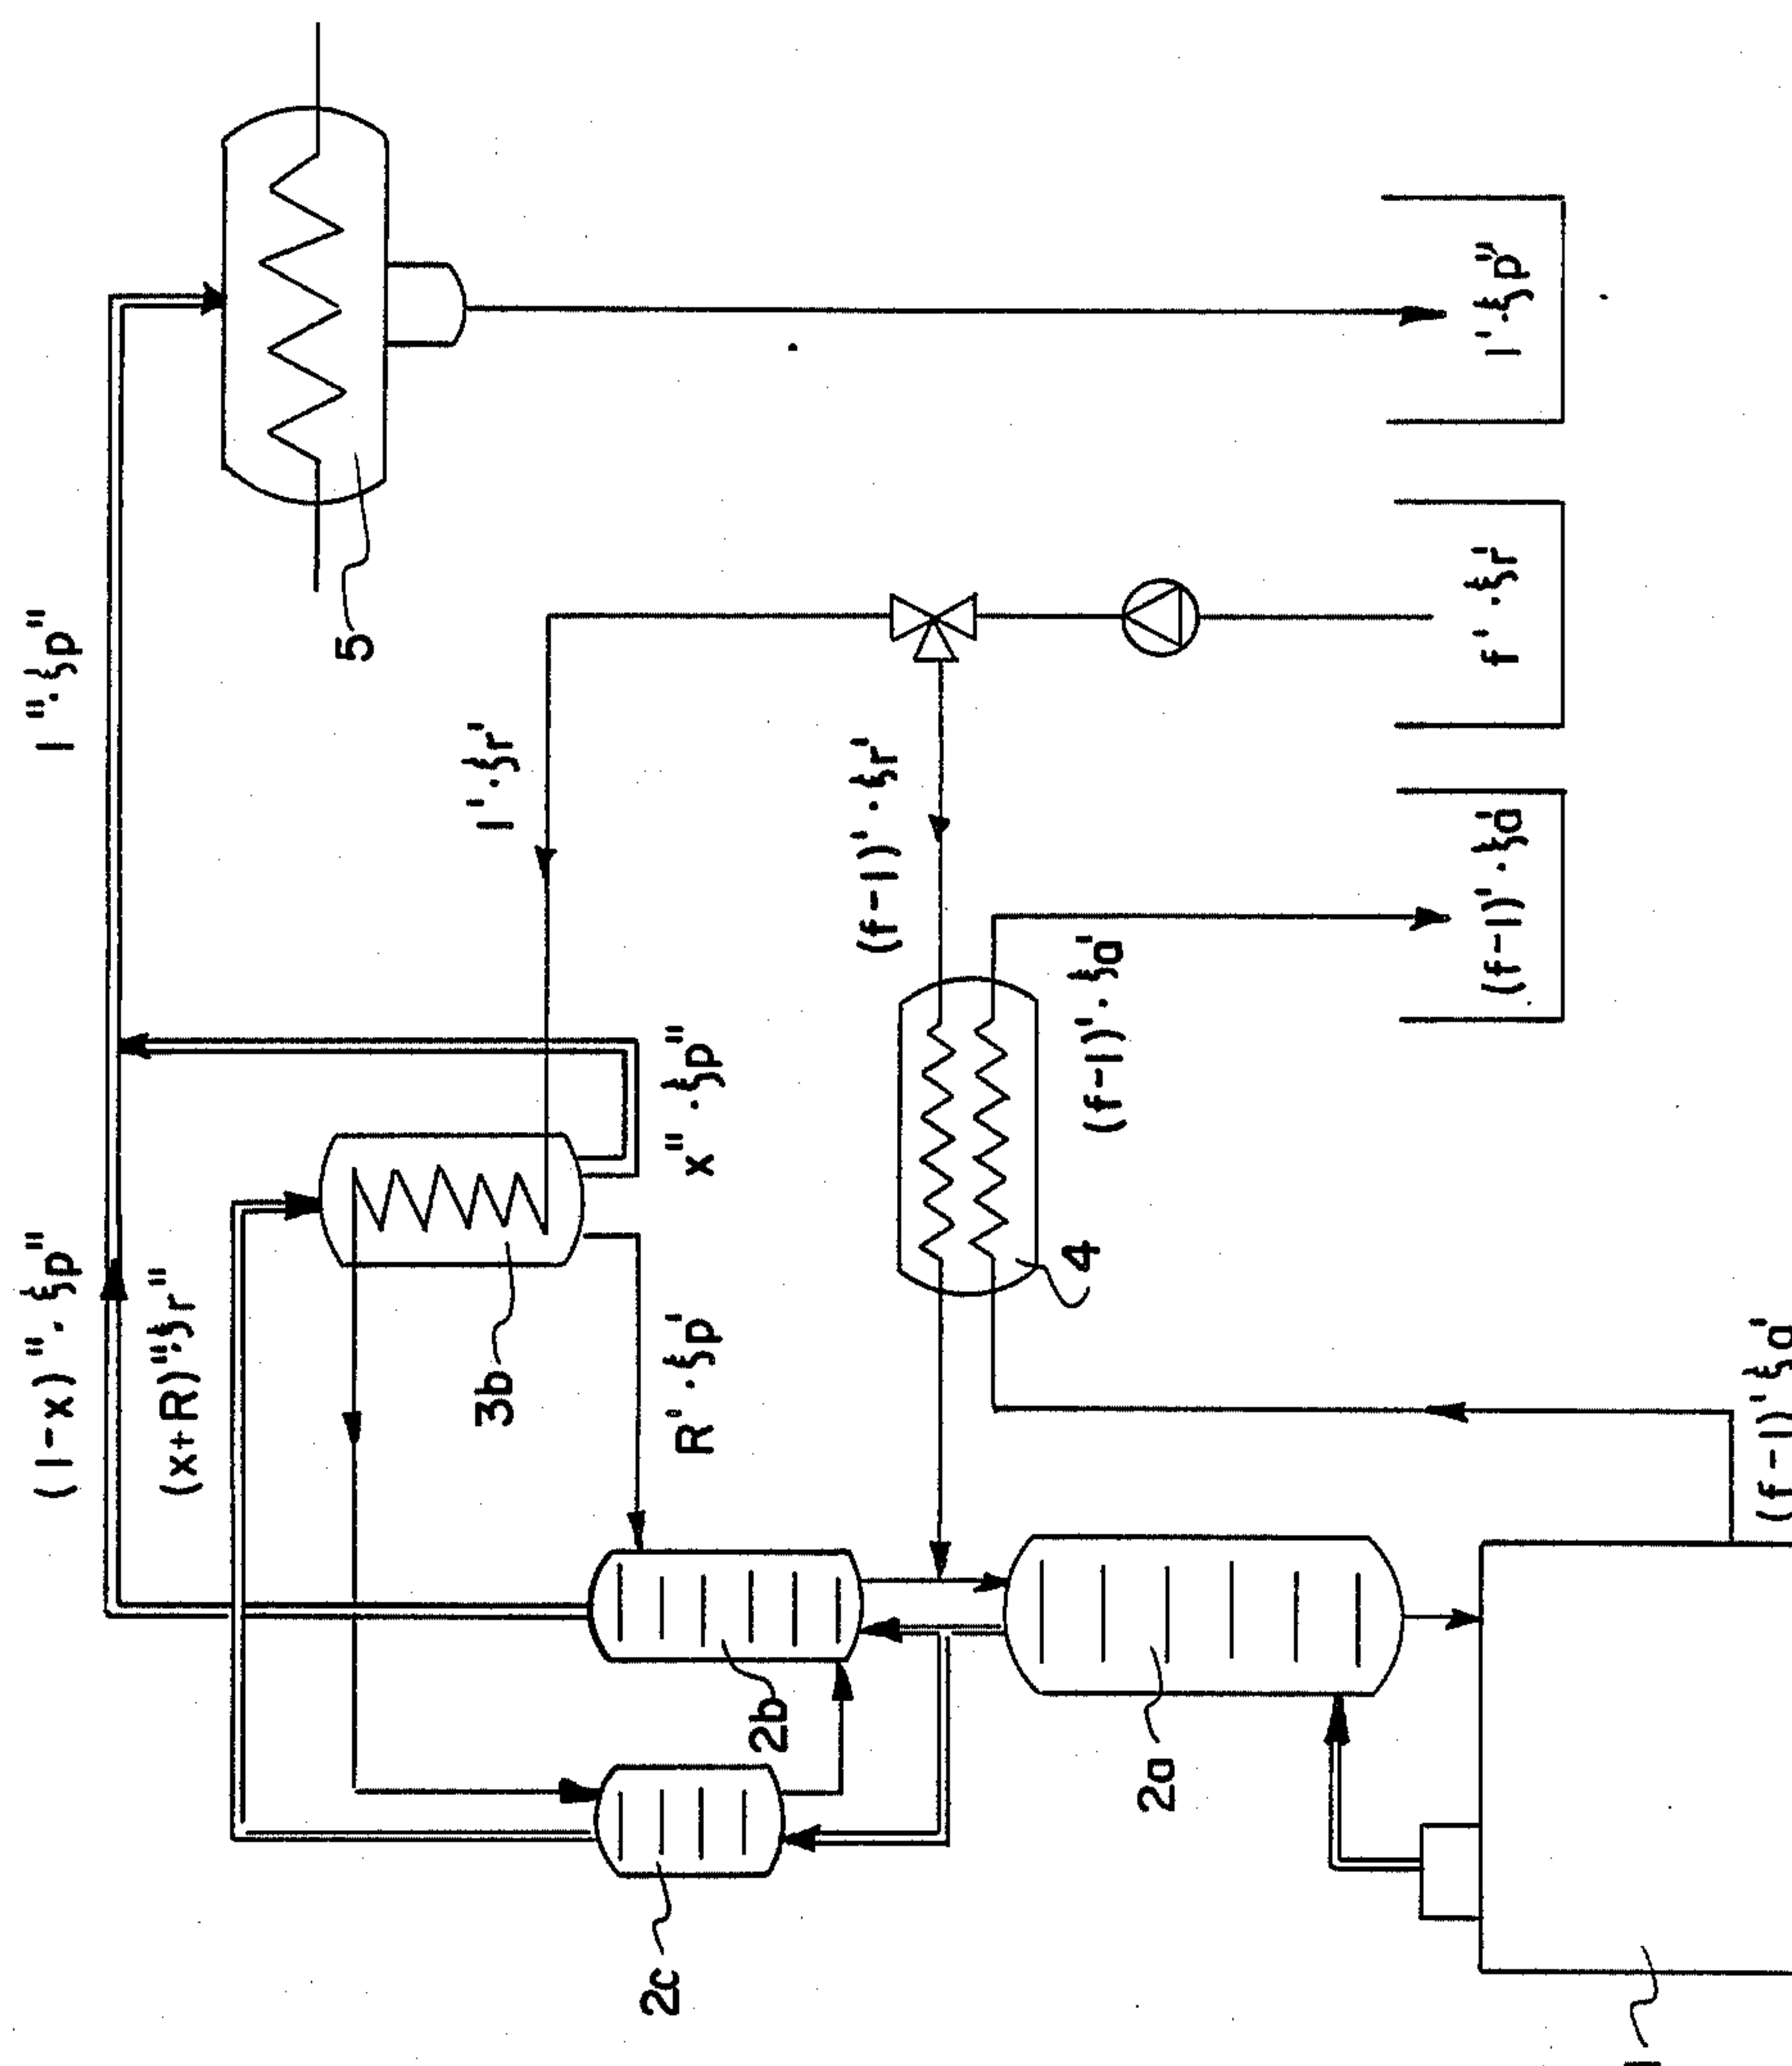 1"·ξp"
(1-x)"·ξp"
(x+R)"·ξr"
5
1'·ξr'
3b
x"·ξp"
R'·ξp'
(f-1)'·ξr'
(f-1)'·ξa'
4
2b
2c
2a
1'·ξp"
f'·ξr'
(f-1)'·ξa'
(f-1)'ξa'